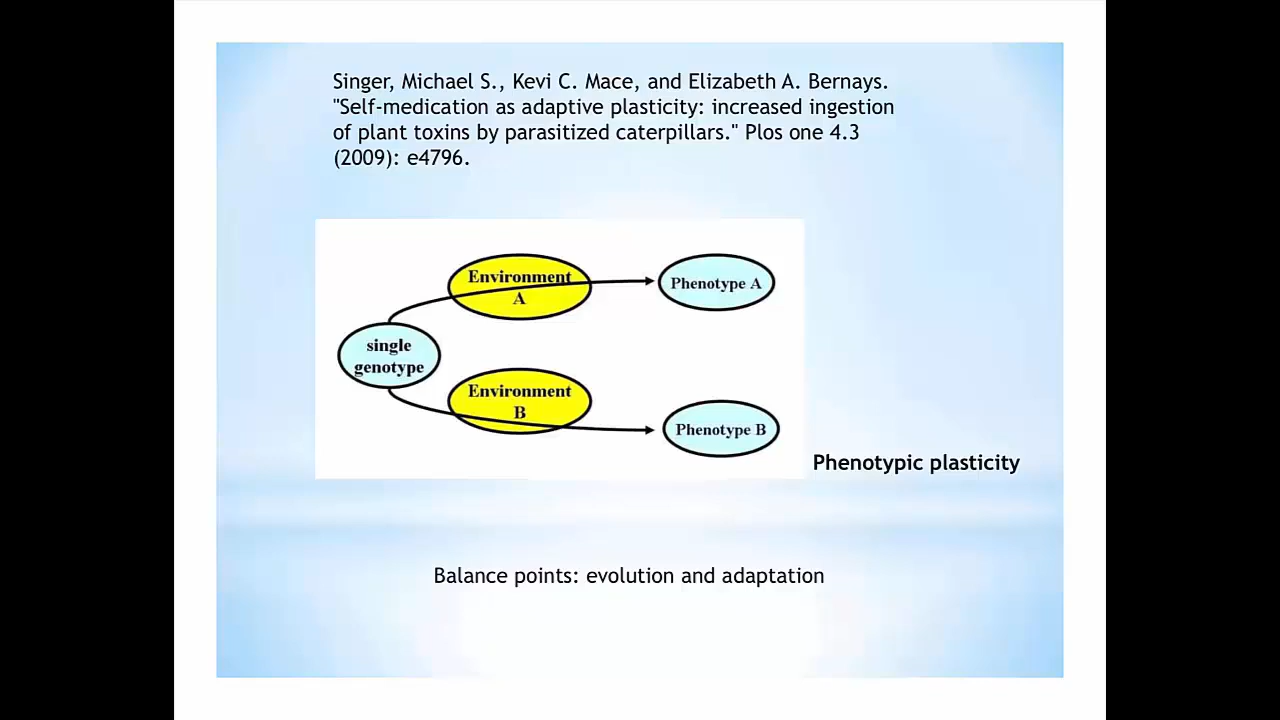 Singer, Michael S., Kevi C. Mace, and Elizabeth A. Bernays.
"Self-medication as adaptive plasticity: increased ingestion
of plant toxins by parasitized caterpillars." Plos one 4.3
(2009): e4796.
Environment
A
Phenotype A
single
genotype
Environment
B
Phenotype B
Phenotypic plasticity
Balance points: evolution and adaptation